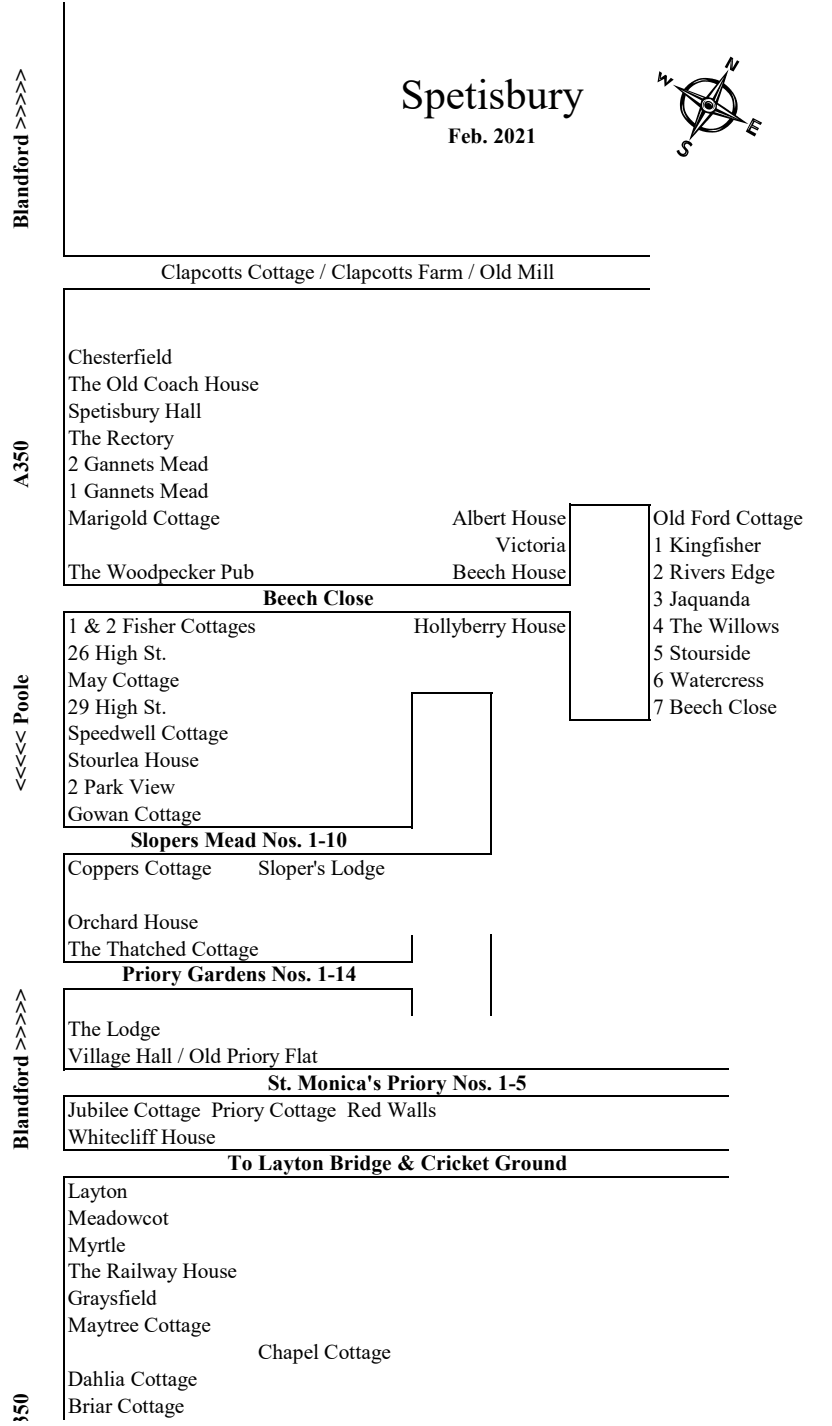 Blandford >>>>>
Spetisbury
Feb. 2021
N
W
E
S
Clapcotts Cottage / Clapcotts Farm / Old Mill
A350
Chesterfield
The Old Coach House
Spetisbury Hall
The Rectory
2 Gannets Mead
1 Gannets Mead
Marigold Cottage Albert House Old Ford Cottage
Victoria 1 Kingfisher
The Woodpecker Pub Beech House 2 Rivers Edge
Beech Close 3 Jaquanda
1 & 2 Fisher Cottages Hollyberry House 4 The Willows
26 High St. 5 Stourside
May Cottage 6 Watercress
29 High St. 7 Beech Close
<<<<< Poole
Speedwell Cottage
Stourlea House
2 Park View
Gowan Cottage
Slopers Mead Nos. 1-10
Coppers Cottage Sloper's Lodge
Orchard House
The Thatched Cottage
Priory Gardens Nos. 1-14
Blandford >>>>>
The Lodge
Village Hall / Old Priory Flat
St. Monica's Priory Nos. 1-5
Jubilee Cottage Priory Cottage Red Walls
Whitecliff House
To Layton Bridge & Cricket Ground
Layton
Meadowcot
Myrtle
The Railway House
Graysfield
Maytree Cottage
Chapel Cottage
Dahlia Cottage
Briar Cottage
350